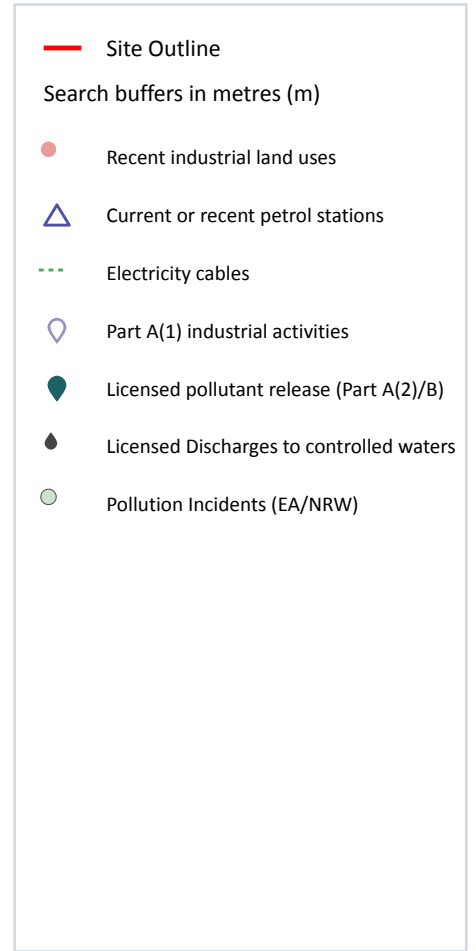 Site Outline
Search buffers in metres (m)
Recent industrial land uses
Current or recent petrol stations
Electricity cables
Part A(1) industrial activities
Licensed pollutant release (Part A(2)/B)
Licensed Discharges to controlled waters
Pollution Incidents (EA/NRW)